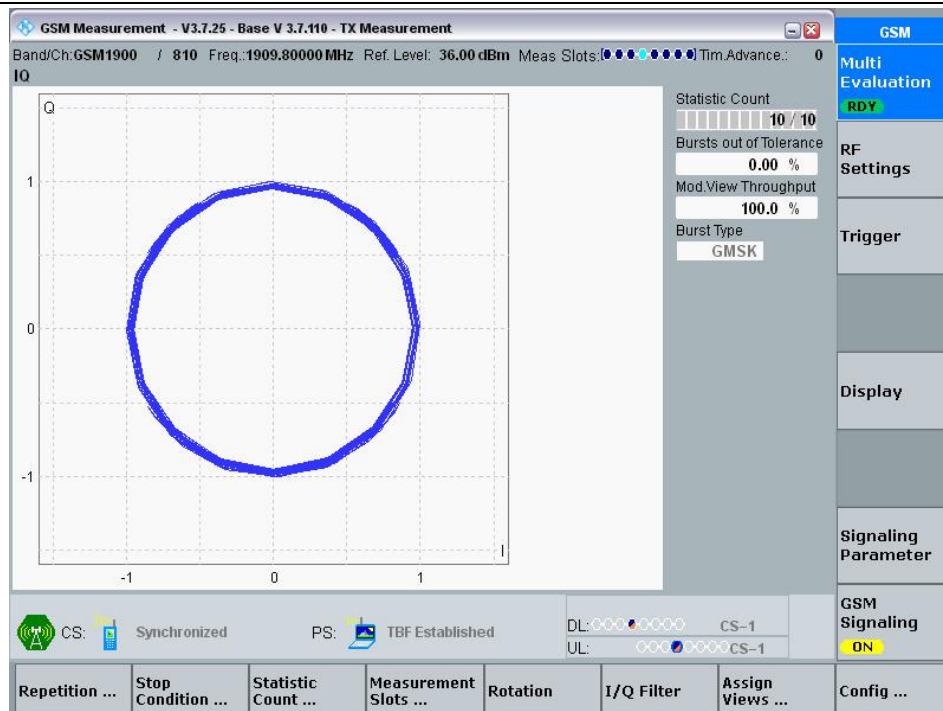 GSM Measurement - V3.7.25 - Base V 3.7.110 - TX Measurement
Band/Ch: GSM1900 / 810 Freq.: 1909.80000 MHz Ref. Level: 36.00 dBm Meas Slots: Tim.Advance.: 0
IQ
Q
1
0
-1
I
-1 0 1
Statistic Count
10 / 10
Bursts out of Tolerance
0.00 %
Mod.View Throughput
100.0 %
Burst Type
GMSK
GSM
Multi
Evaluation
RDY
RF
Settings
Trigger
Display
Signaling
Parameter
GSM
Signaling
ON
CS: Synchronized PS: TBF Established
DL: CS-1
UL: CS-1
Repetition ...
Stop
Condition ...
Statistic
Count ...
Measurement
Slots ...
Rotation
I/Q Filter
Assign
Views ...
Config ...